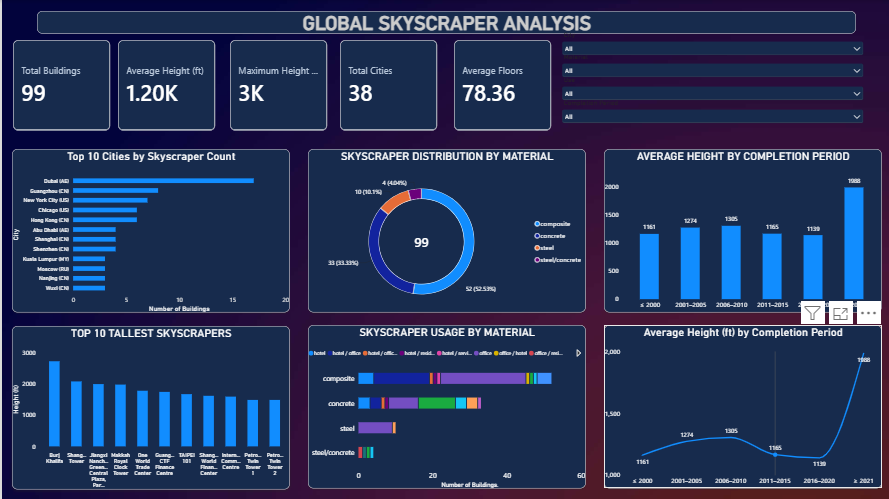 GLOBAL SKYSCRAPER ANALYSIS
Total Buildings
99
Average Height (ft)
1.20K
Maximum Height ...
3K
Total Cities
38
Average Floors
78.36
All
All
All
All
Top 10 Cities by Skyscraper Count
City
Dubai (AE)
Guangzhou (CN)
New York City (US)
Chicago (US)
Hong Kong (CN)
Abu Dhabi (AE)
Shanghai (CN)
Shenzhen (CN)
Kuala Lumpur (MY)
Moscow (RU)
Nanjing (CN)
Wuxi (CN)
0 5 10 15 20
Number of Buildings
SKYSCRAPER DISTRIBUTION BY MATERIAL
4 (4.04%)
10 (10.1%)
33 (33.33%)
52 (52.53%)
99
composite
concrete
steel
steel/concrete
AVERAGE HEIGHT BY COMPLETION PERIOD
2000
1500
1000
500
0
1161 1274 1305 1165 1139 1988
≤ 2000 2001–2005 2006–2010 2011–2015
TOP 10 TALLEST SKYSCRAPERS
Height (ft)
3000
2000
1000
0
Burj Khalifa
Shang... Tower
Jiangxi Nanch... Green... Central Plaza, Par...
Makkah Royal Clock Tower
One World Trade Center
Guang... CTF Finance Centre
TAIPEI 101
Shang... World Finan... Center
Intern... Comm... Centre
Petro... Twin Tower 1
Petro... Twin Tower 2
SKYSCRAPER USAGE BY MATERIAL
hotel hotel / office hotel / offic... hotel / resid... hotel / servi... office office / hotel office / resi...
composite
concrete
steel
steel/concrete
0 20 40 60
Number of Buildings
Average Height (ft) by Completion Period
2,000
1,500
1,000
1161 1274 1305 1165 1139 1988
≤ 2000 2001–2005 2006–2010 2011–2015 2016–2020 ≥ 2021